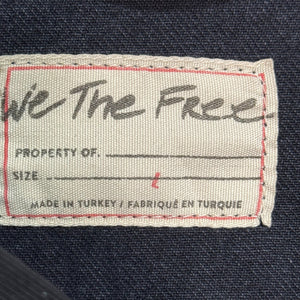 We The Free
PROPERTY OF.
SIZE L
MADE IN TURKEY / FABRIQUÉ EN TURQUIE